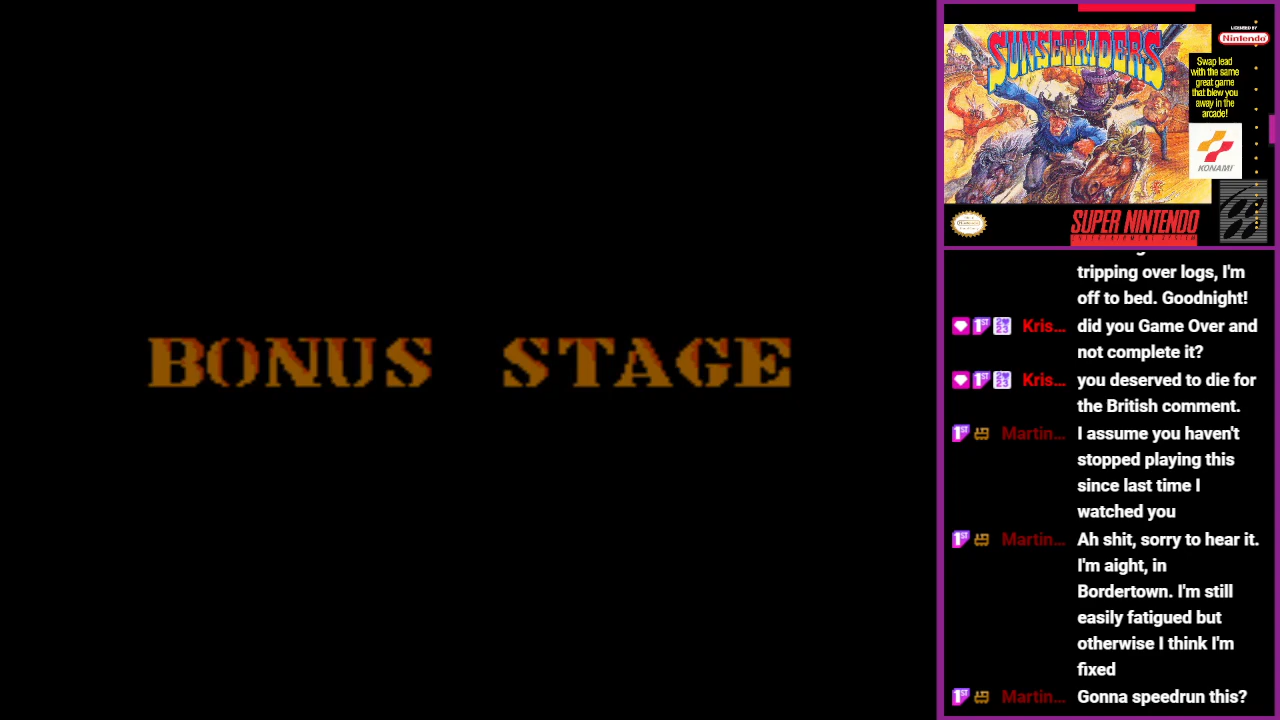 BONUS STAGE
SUNSET RIDERS
LICENSED BY
Nintendo
Swap lead
with the same
great game
that blew you
away in the
arcade!
KONAMI
SUPER NINTENDO
tripping over logs, I'm
off to bed. Goodnight!
Kris... did you Game Over and
not complete it?
Kris... you deserved to die for
the British comment.
Martin... I assume you haven't
stopped playing this
since last time I
watched you
Martin... Ah shit, sorry to hear it.
I'm aight, in
Bordertown. I'm still
easily fatigued but
otherwise I think I'm
fixed
Martin... Gonna speedrun this?